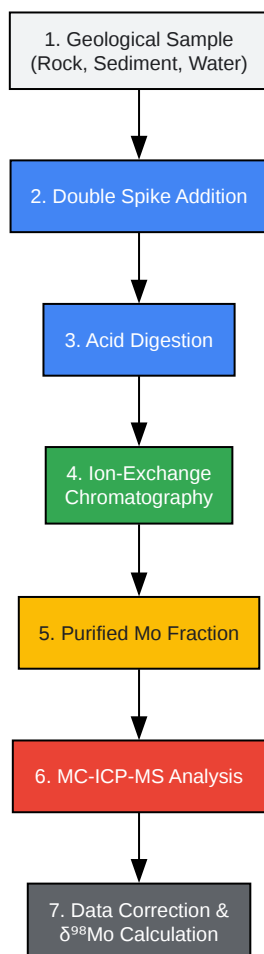 1. Geological Sample
(Rock, Sediment, Water)
2. Double Spike Addition
3. Acid Digestion
4. Ion-Exchange
Chromatography
5. Purified Mo Fraction
6. MC-ICP-MS Analysis
7. Data Correction &
δ⁹⁸Mo Calculation